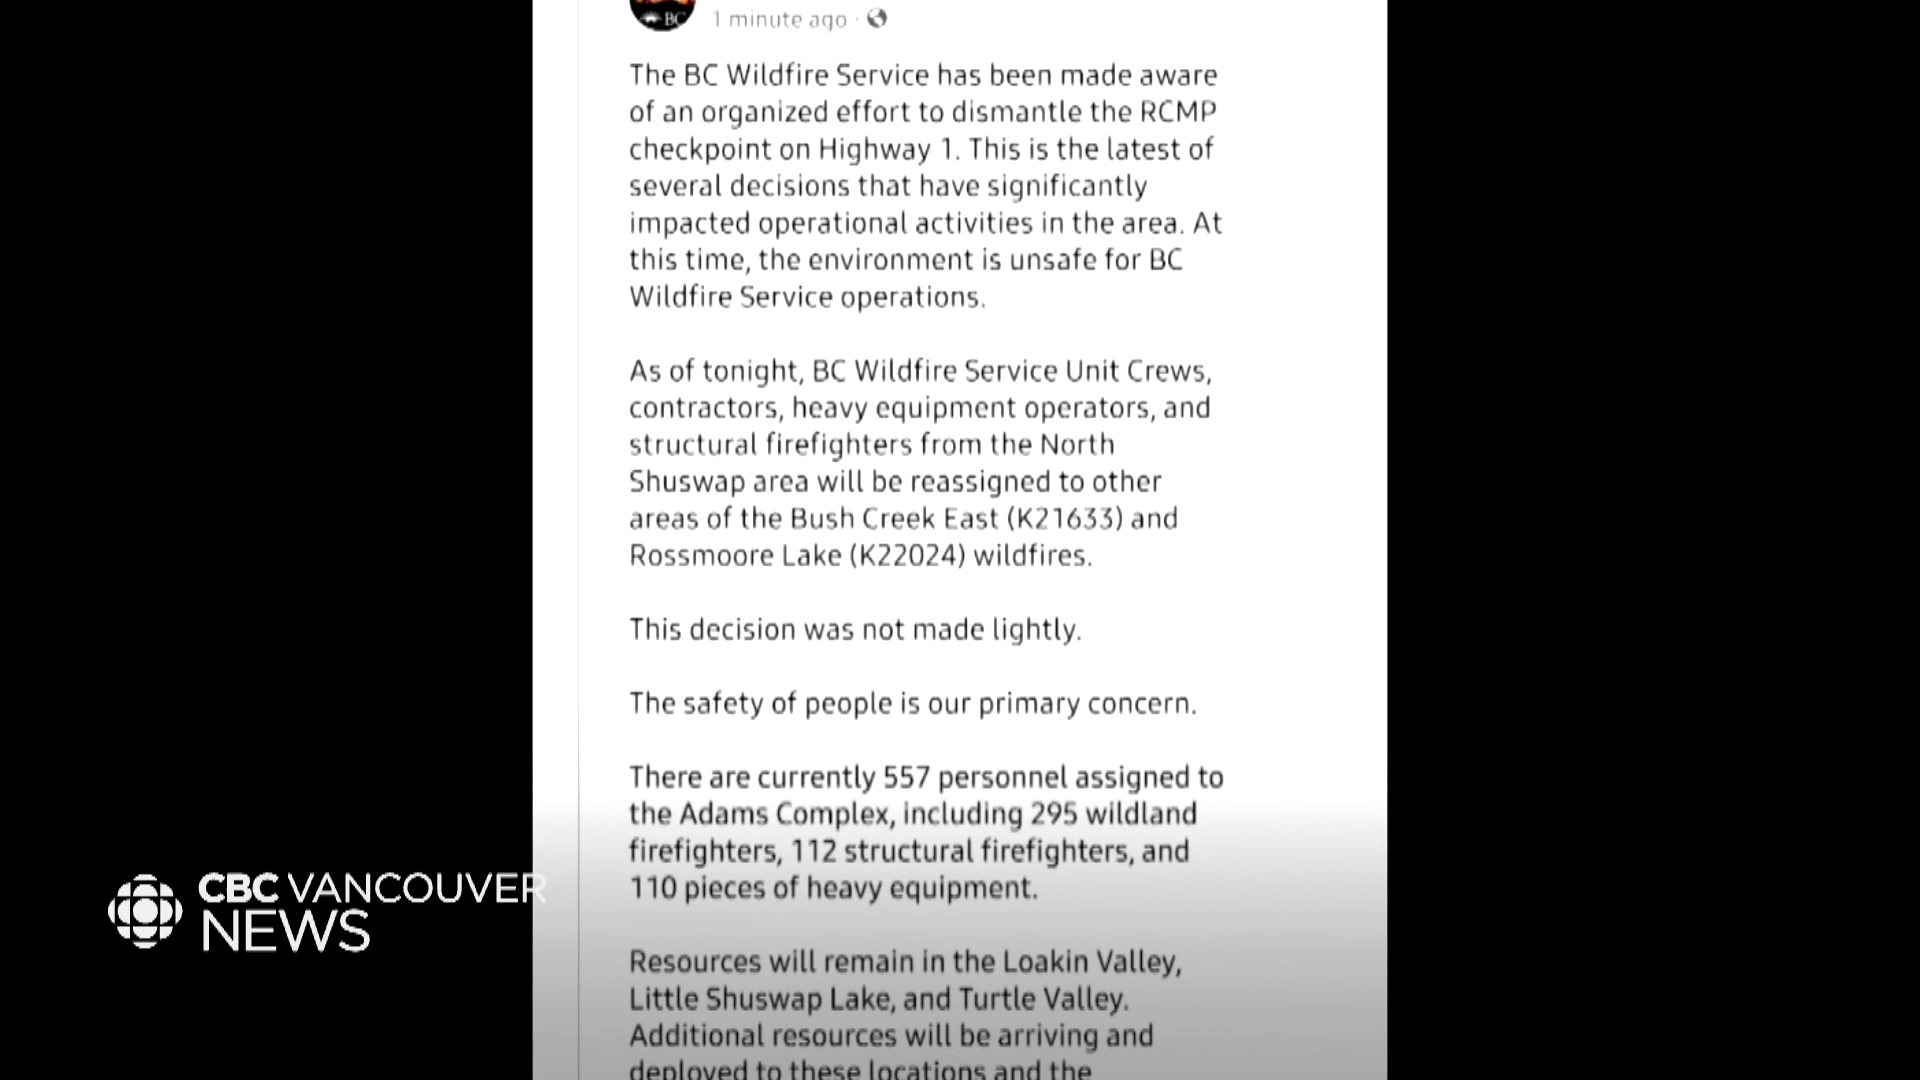 BC
1 minute ago ·
The BC Wildfire Service has been made aware
of an organized effort to dismantle the RCMP
checkpoint on Highway 1. This is the latest of
several decisions that have significantly
impacted operational activities in the area. At
this time, the environment is unsafe for BC
Wildfire Service operations.
As of tonight, BC Wildfire Service Unit Crews,
contractors, heavy equipment operators, and
structural firefighters from the North
Shuswap area will be reassigned to other
areas of the Bush Creek East (K21633) and
Rossmoore Lake (K22024) wildfires.
This decision was not made lightly.
The safety of people is our primary concern.
There are currently 557 personnel assigned to
the Adams Complex, including 295 wildland
firefighters, 112 structural firefighters, and
110 pieces of heavy equipment.
Resources will remain in the Loakin Valley,
Little Shuswap Lake, and Turtle Valley.
Additional resources will be arriving and
deployed to these locations and the
CBC VANCOUVER
NEWS